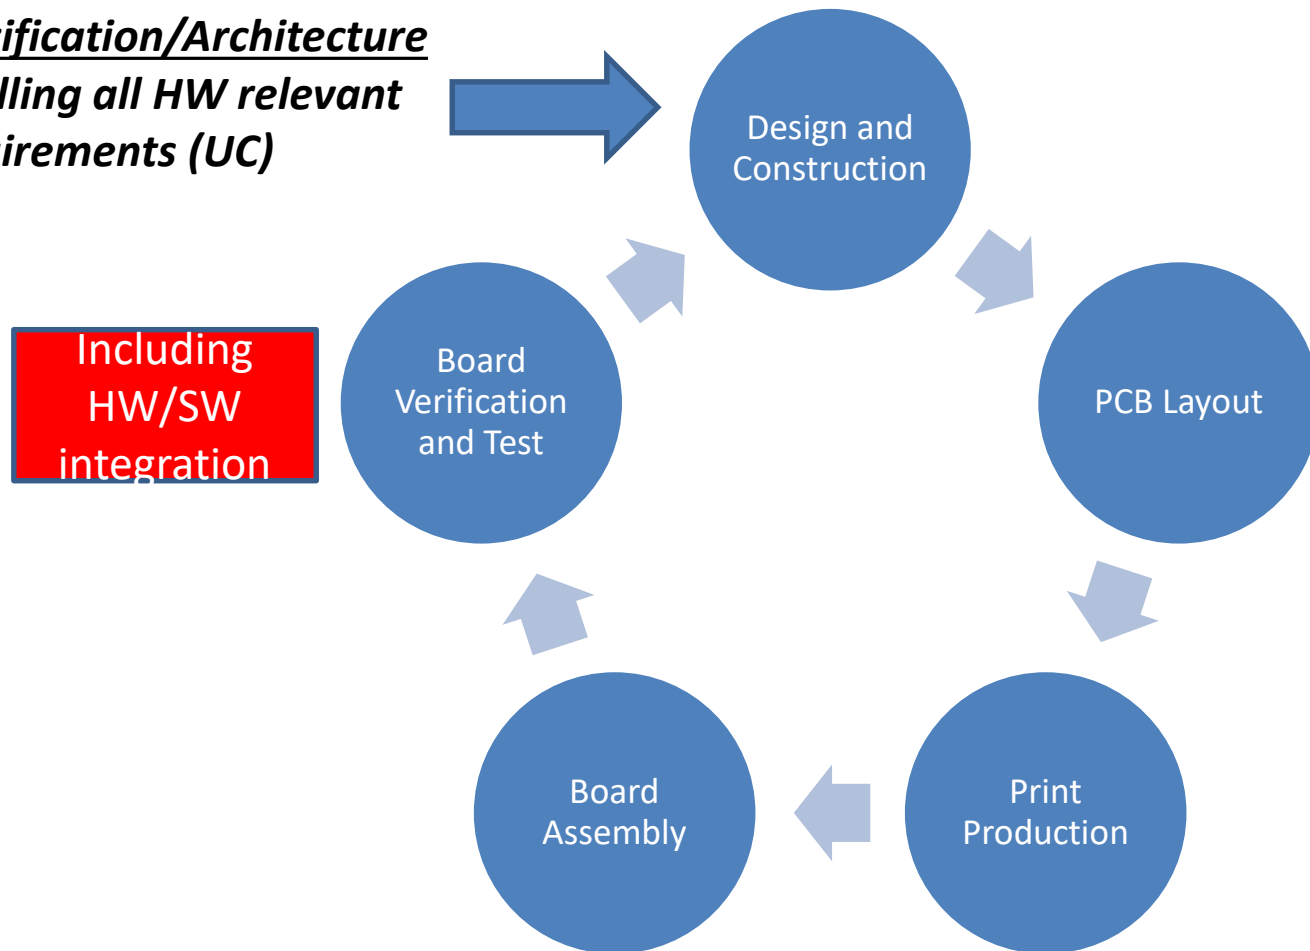 ification/Architecture
lling all HW relevant
irements (UC)
Design and
Construction
Including
HW/SW
integration
Board
Verification
and Test
PCB Layout
Board
Assembly
Print
Production